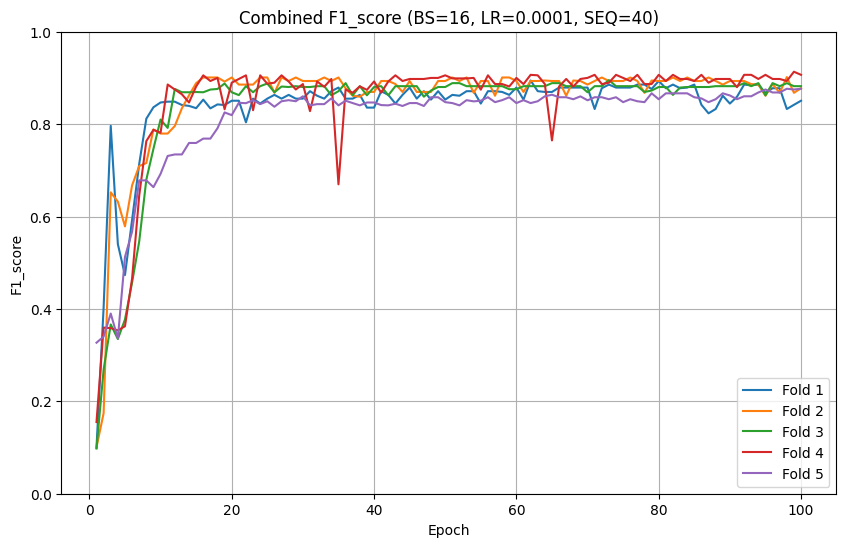 Combined F1_score (BS=16, LR=0.0001, SEQ=40)
F1_score
1.0
0.8
0.6
0.4
0.2
0.0
0 20 40 60 80 100
Epoch
Fold 1
Fold 2
Fold 3
Fold 4
Fold 5